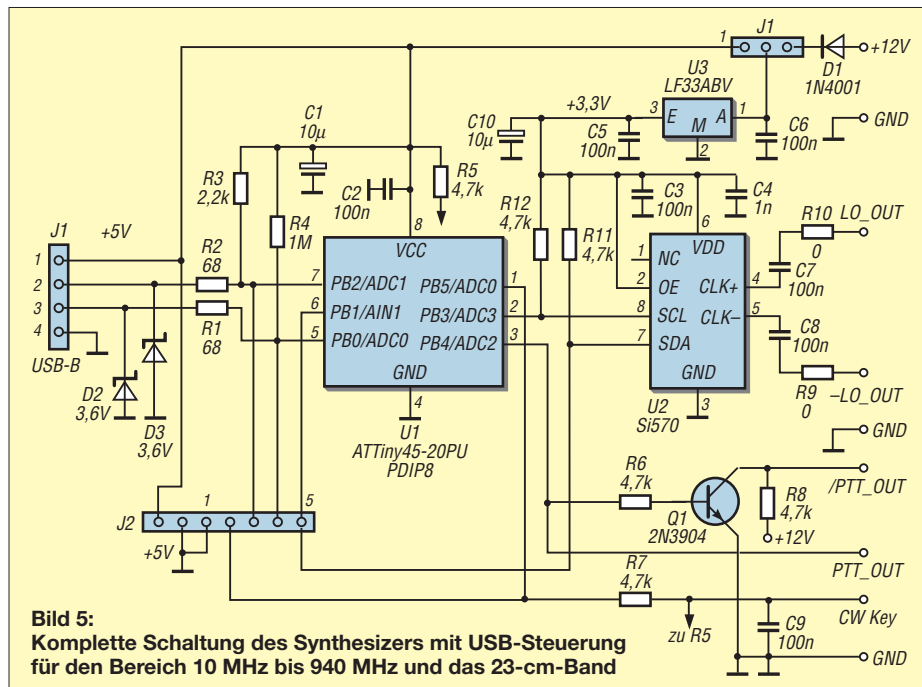 J1
1
+12V
D1
1N4001
U3
LF33ABV
+3,3V
3
E
A
1
M
2
GND
C1
10µ
C10
10µ
C5
100n
C6
100n
R3
2,2k
C2
100n
R5
4,7k
R4
1M
R12
4,7k
R11
4,7k
C3
100n
C4
1n
LO_OUT
R10
0
C7
100n
J1
+5V
1
2
3
4
USB-B
R2
68
R1
68
D2
3,6V
D3
3,6V
8
VCC
7
PB2/ADC1
PB5/ADC0
1
6
PB1/AIN1
PB3/ADC3
2
5
PB0/ADC0
PB4/ADC2
3
GND
4
U1
ATTiny45-20PU
PDIP8
6
VDD
1
NC
2
OE
CLK+
4
8
SCL
CLK–
5
7
SDA
GND
3
U2
Si570
C8
100n
R9
0
–LO_OUT
GND
J2
1
5
+5V
R6
4,7k
Q1
2N3904
R8
4,7k
+12V
/PTT_OUT
PTT_OUT
R7
4,7k
zu R5
CW Key
C9
100n
GND
Bild 5:
Komplette Schaltung des Synthesizers mit USB-Steuerung
für den Bereich 10 MHz bis 940 MHz und das 23-cm-Band